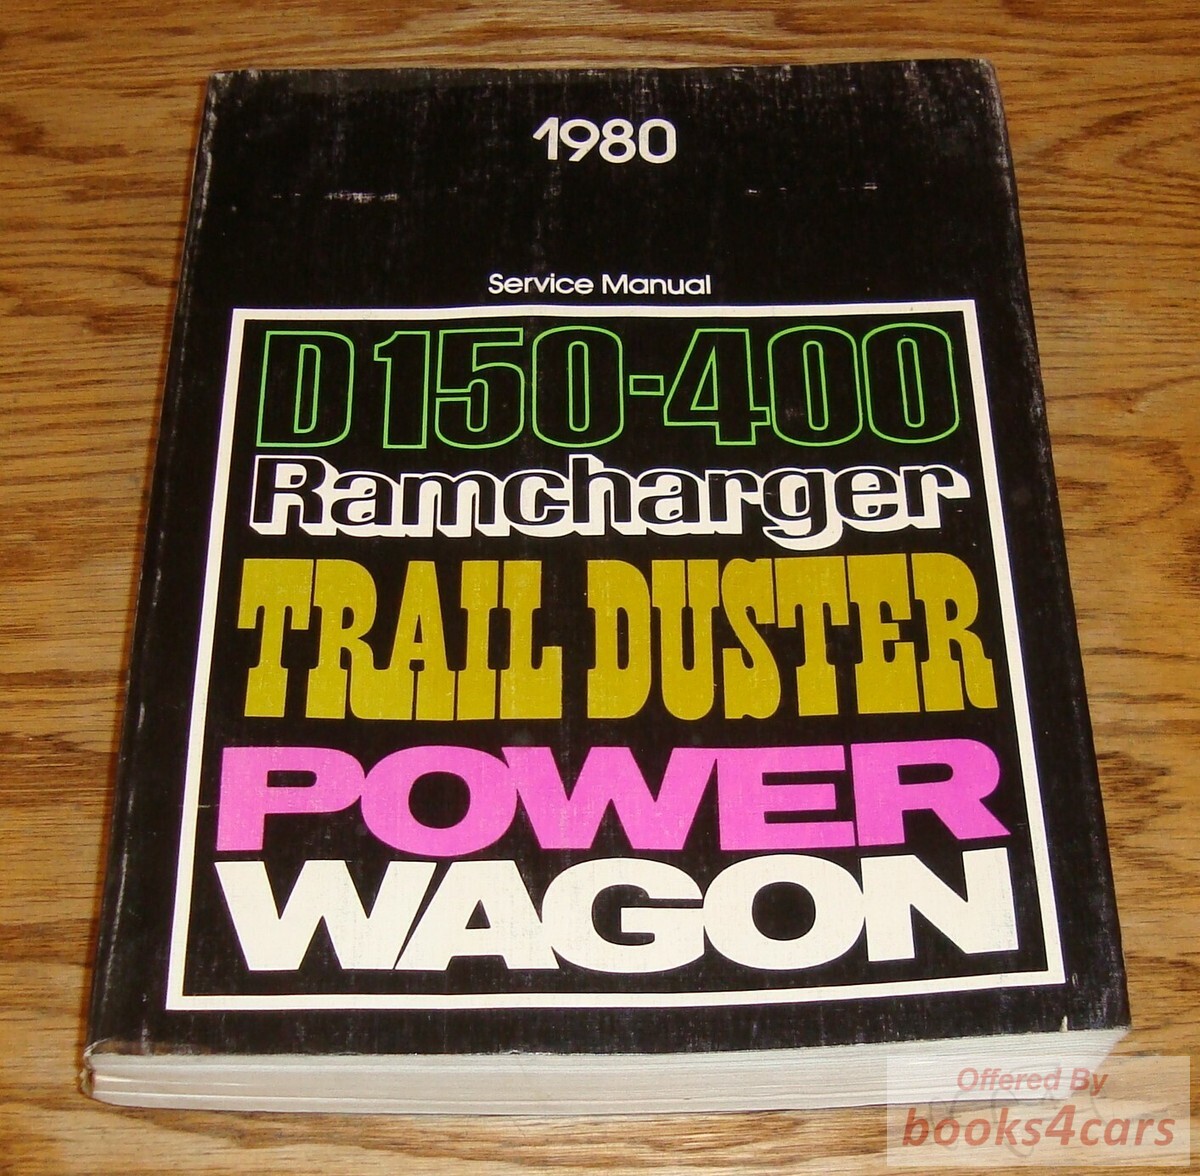 1980
Service Manual
D150-400
Ramcharger
TRAIL DUSTER
POWER
WAGON
Offered By
books4cars